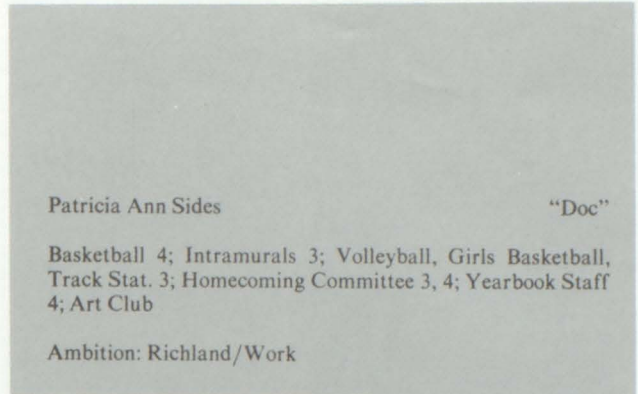 Patricia Ann Sides “Doc”
Basketball 4; Intramurals 3; Volleyball, Girls Basketball,
Track Stat. 3; Homecoming Committee 3, 4; Yearbook Staff
4; Art Club
Ambition: Richland/Work